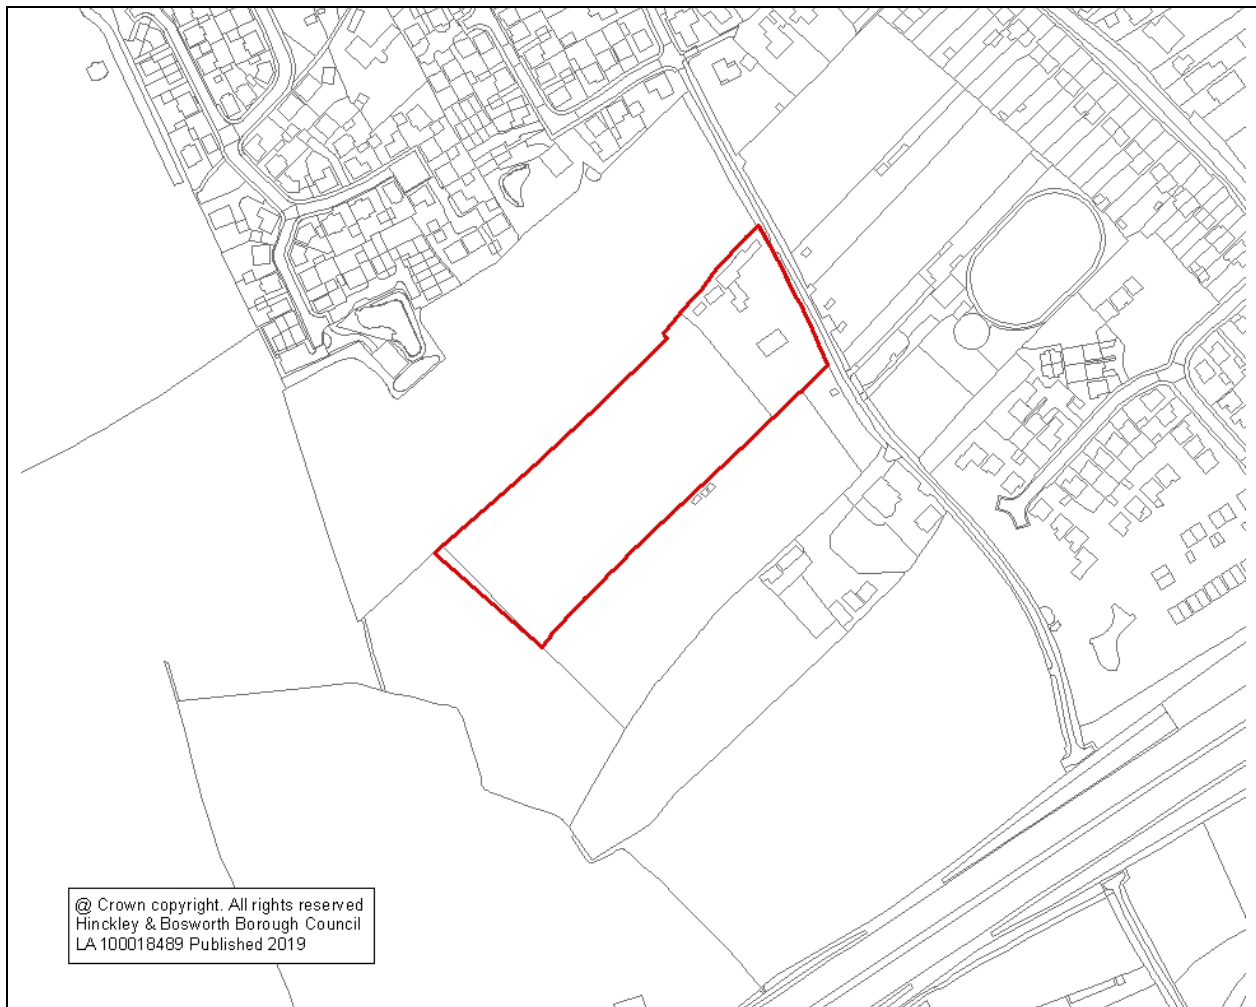 @ Crown copyright. All rights reserved
Hinckley & Bosworth Borough Council
LA 100018489 Published 2019